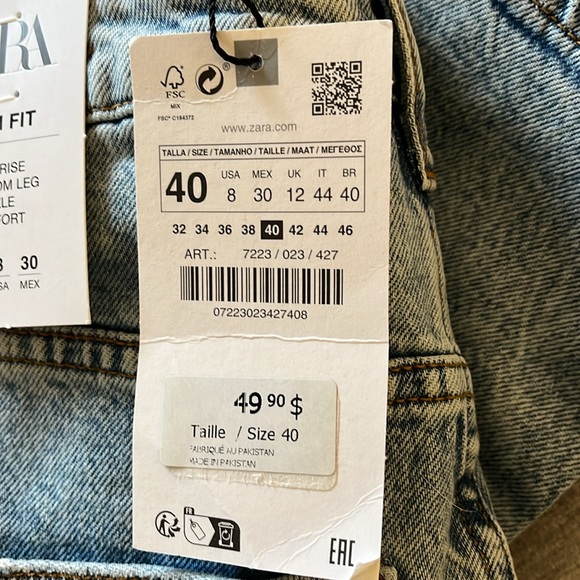 ARA
FIT
RISE
OM LEG
LE
FORT
30
SA MEX
FSC
MIX
FSC® C184372
www.zara.com
TALLA / SIZE / TAMANHO / TAILLE / MAAT / ΜΕΓΕΘΟΣ
40
USA MEX UK IT BR
8 30 12 44 40
32 34 36 38 40 42 44 46
ART.: 7223 / 023 / 427
07223023427408
49 90 $
Taille / Size 40
FABRIQUÉ AU PAKISTAN
MADE IN PAKISTAN
FR
EAC